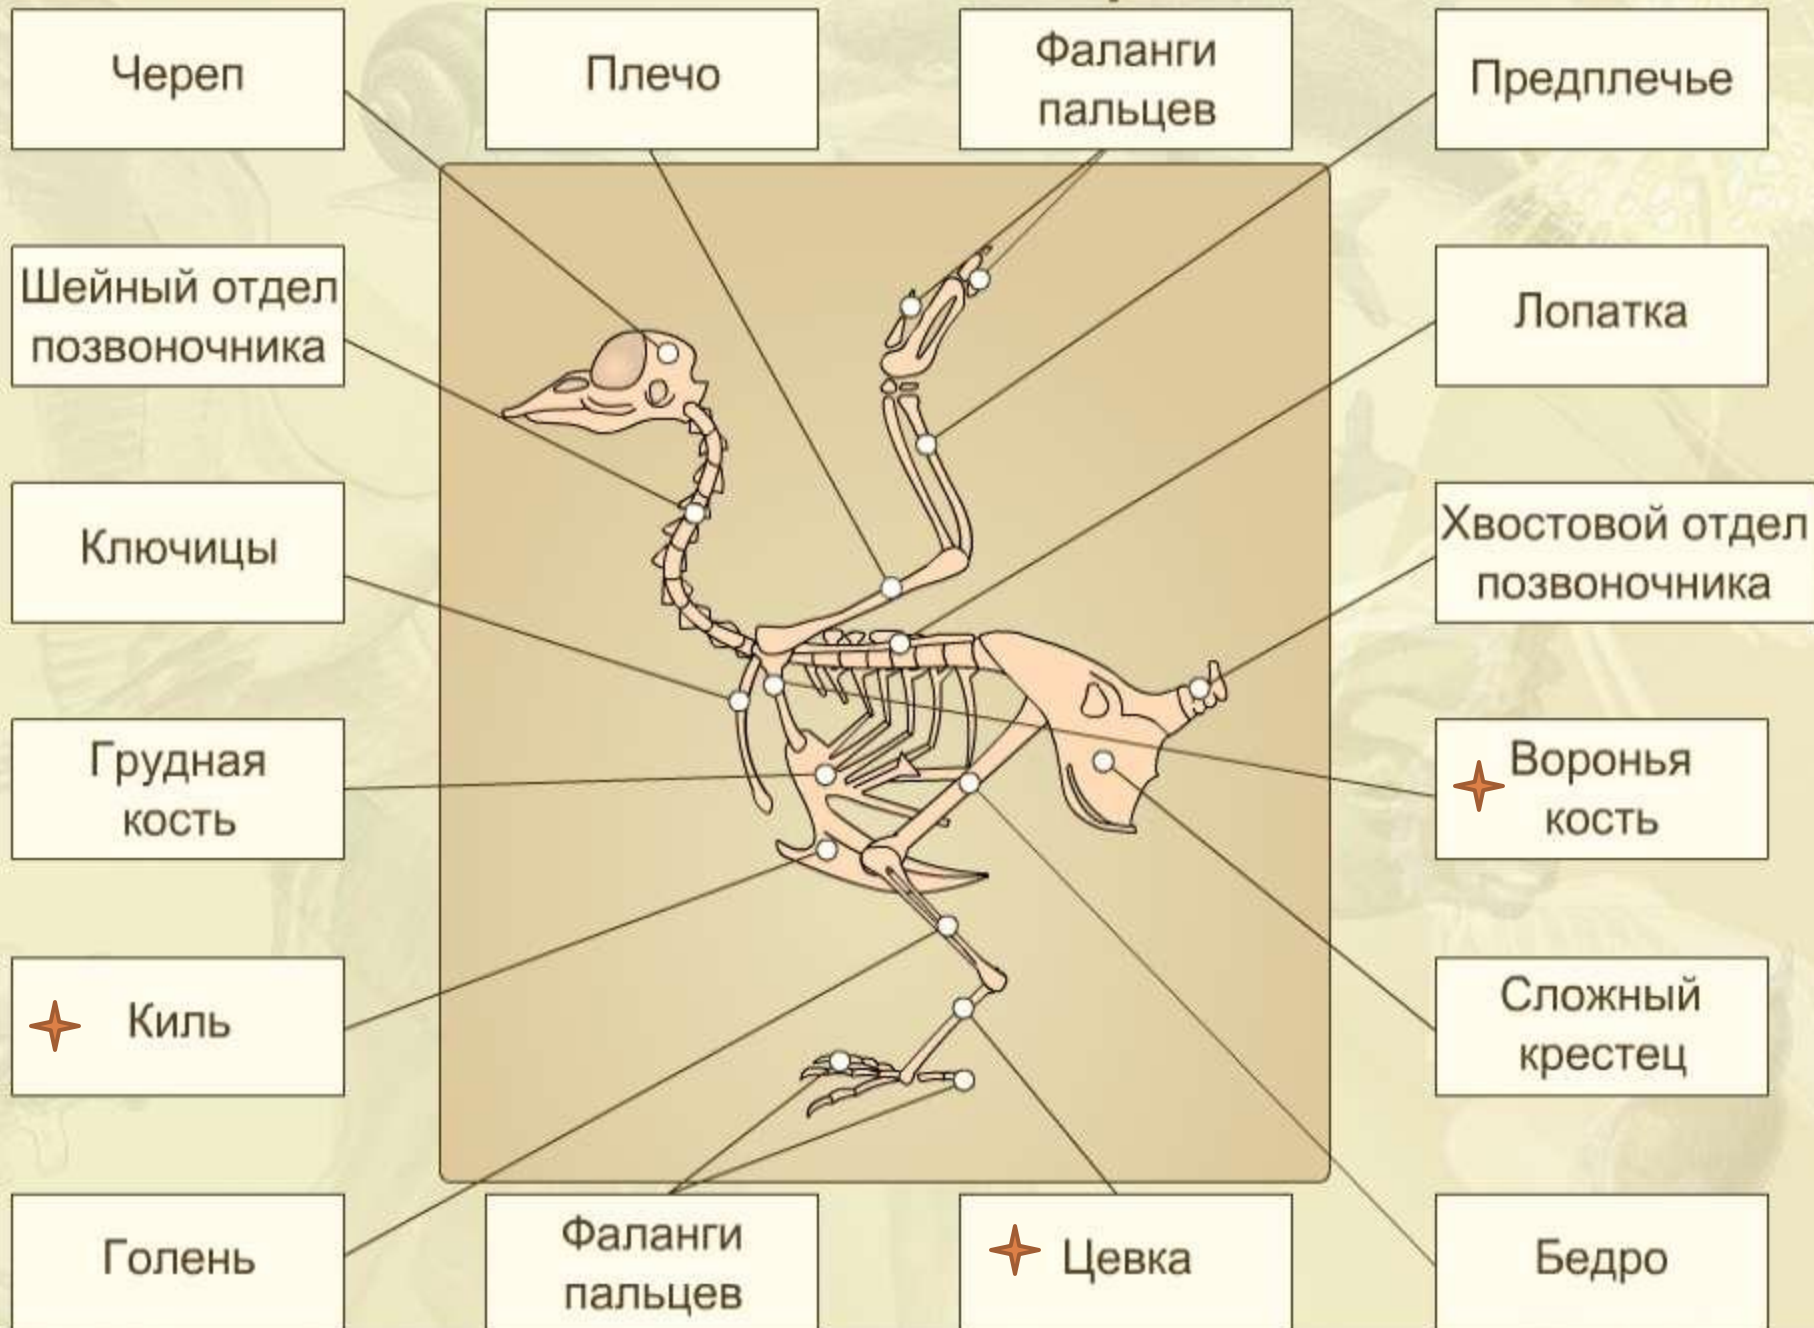 Череп
Плечо
Фаланги
пальцев
Предплечье
Шейный отдел
позвоночника
Лопатка
Ключицы
Хвостовой отдел
позвоночника
Грудная
кость
Воронья
кость
Киль
Сложный
крестец
Голень
Фаланги
пальцев
Цевка
Бедро